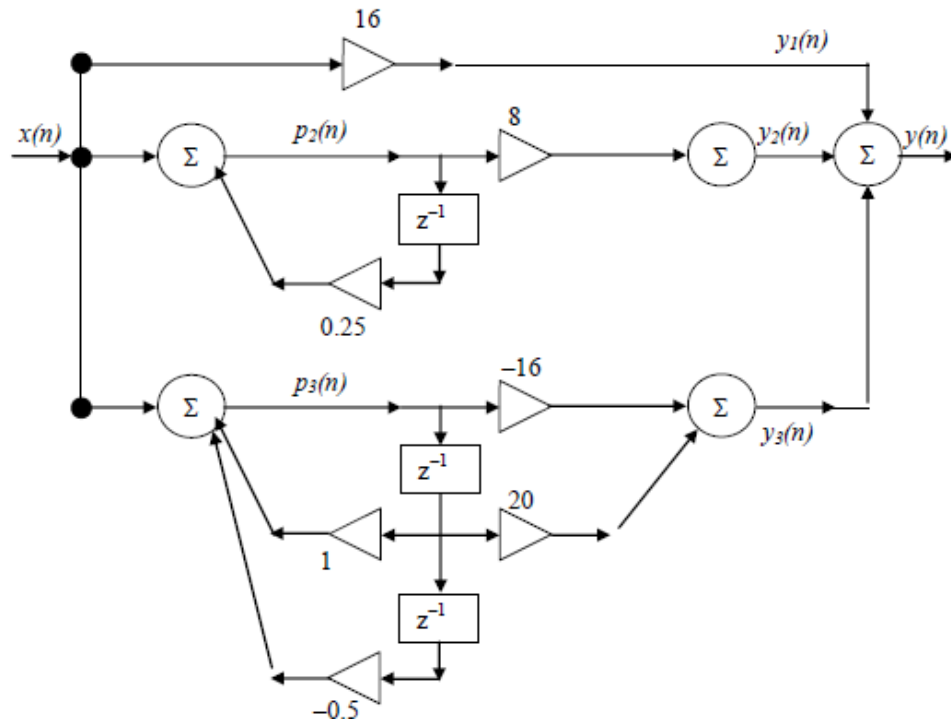 16
y₁(n)
x(n)
Σ
p₂(n)
8
Σ
y₂(n)
Σ
y(n)
z⁻¹
0.25
Σ
p₃(n)
–16
Σ
y₃(n)
z⁻¹
1
20
z⁻¹
–0.5